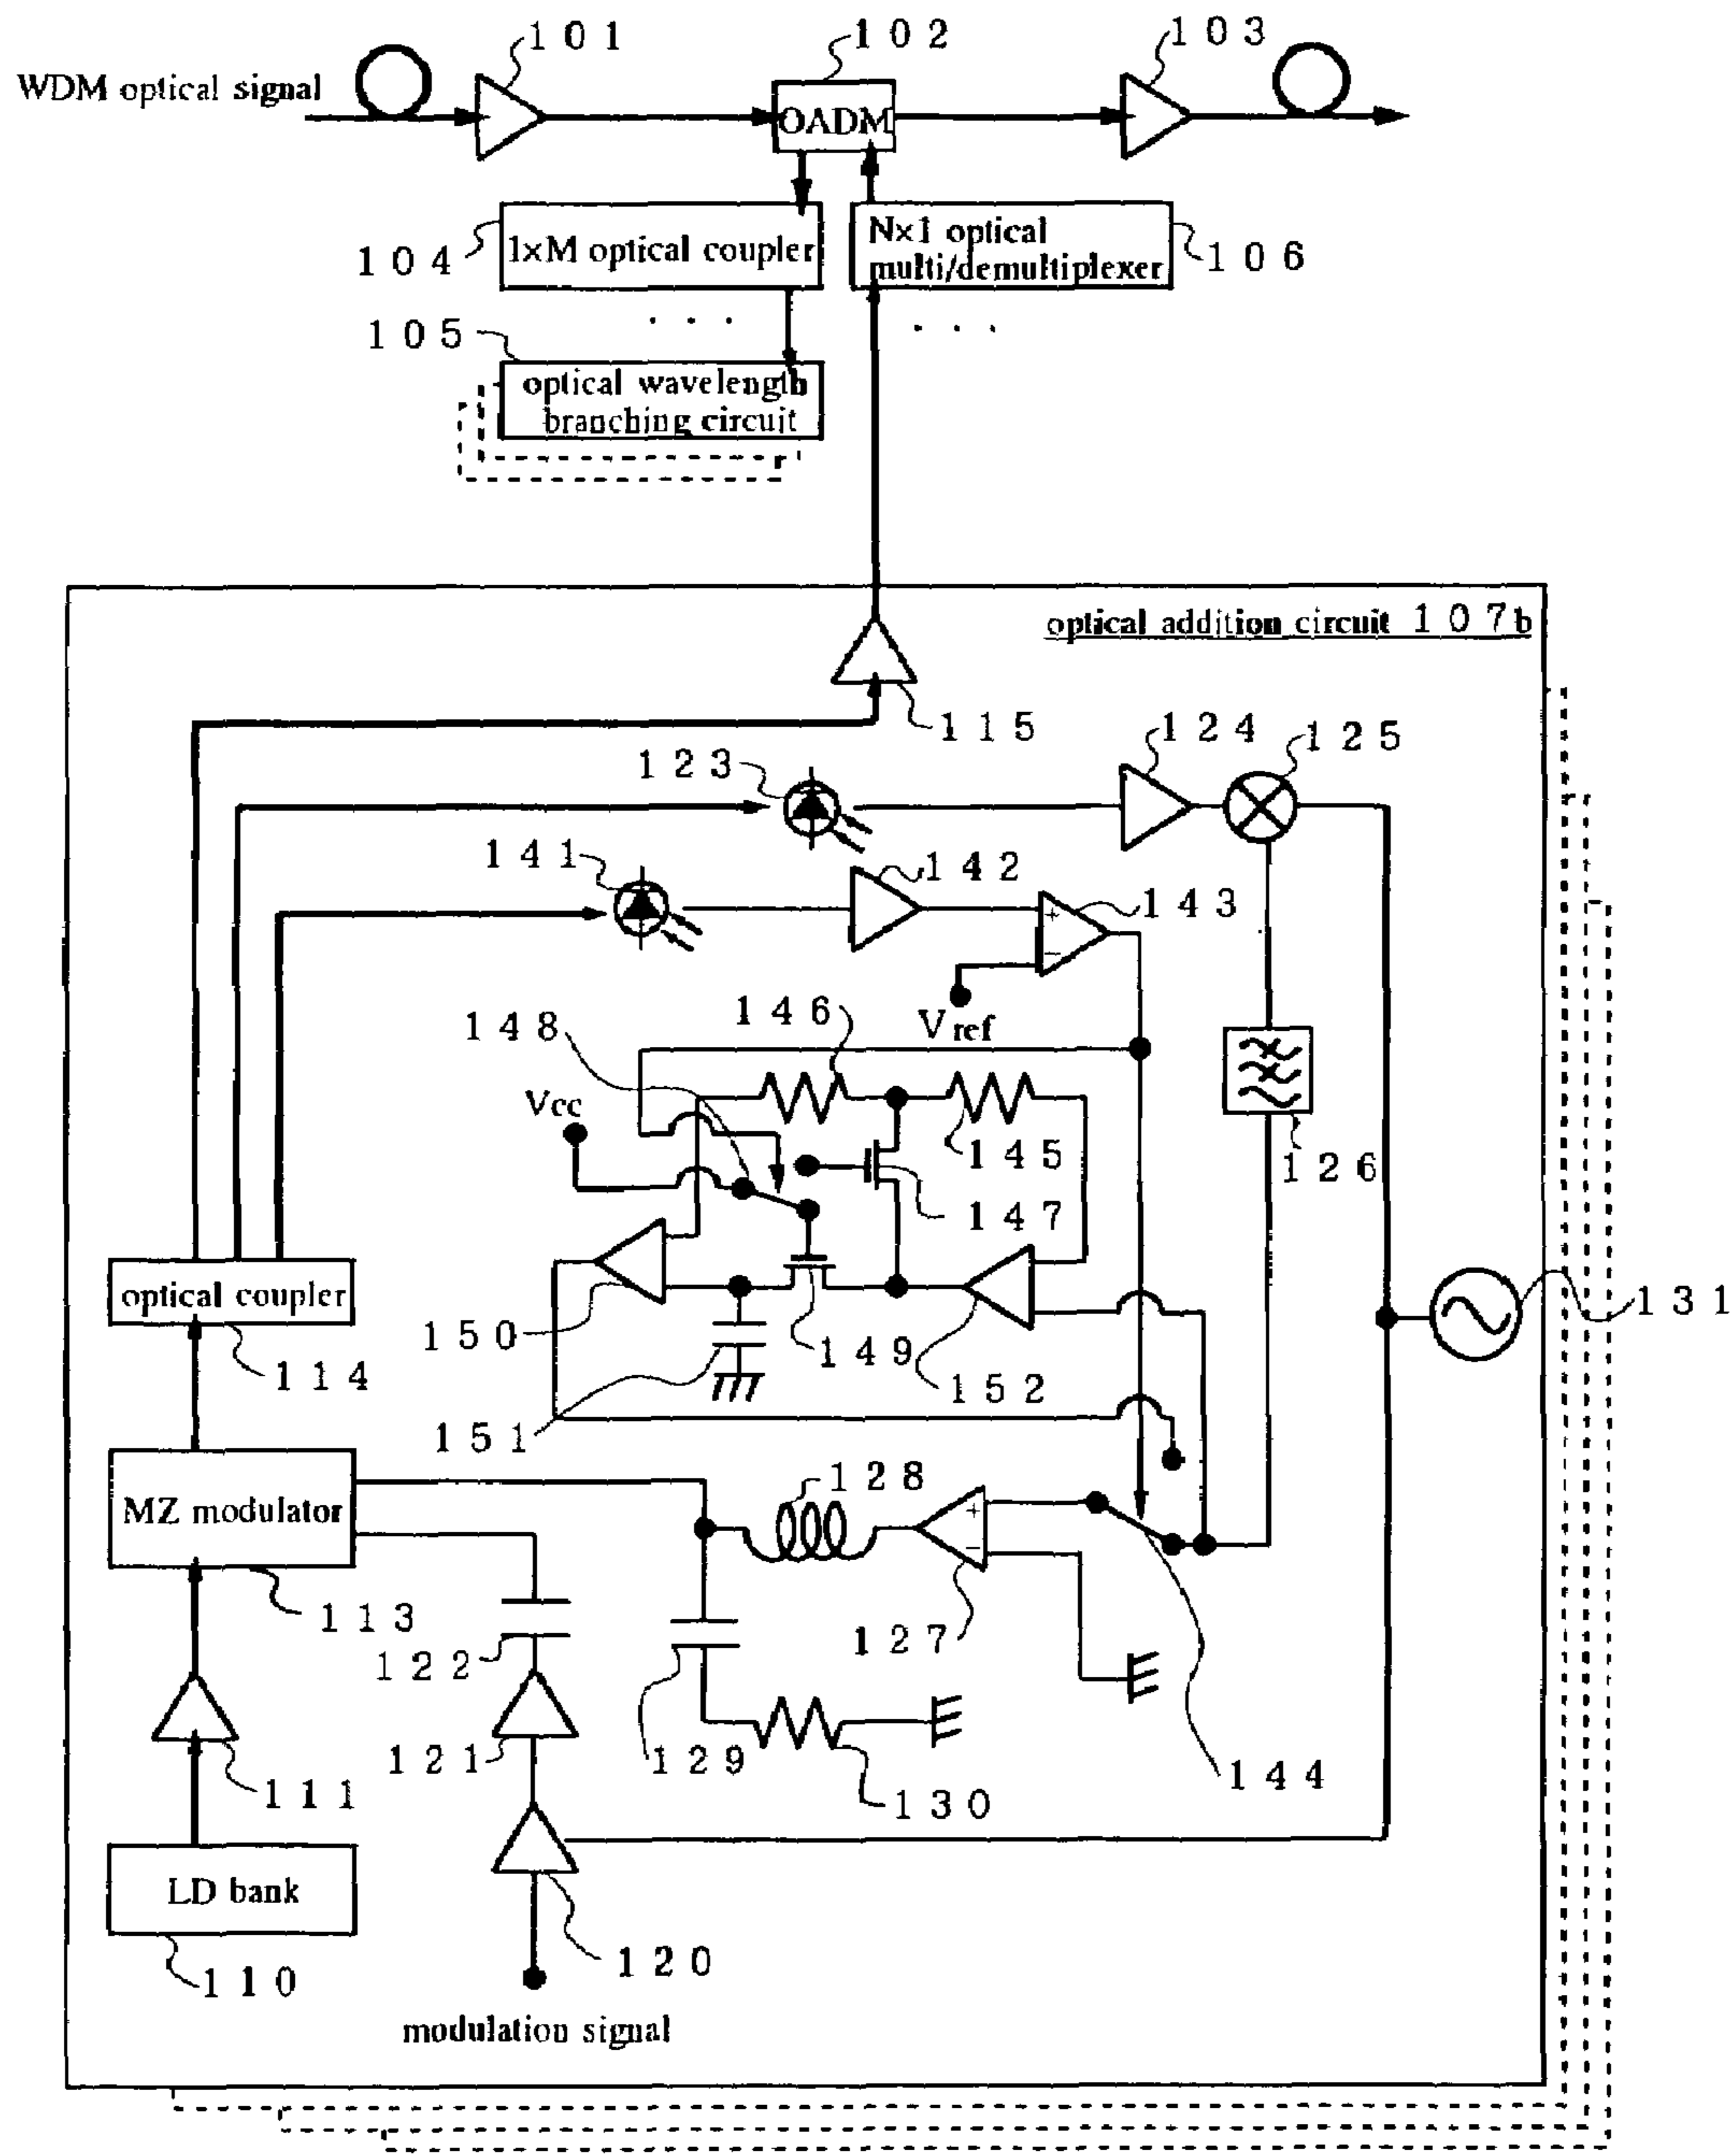 101
102
103
WDM optical signal
OADM
104
1×M optical coupler
N×1 optical
multi/demultiplexer
106
· · ·
· · ·
105
optical wavelength
branching circuit
optical addition circuit 107b
115
124
125
123
141
142
143
+
−
Vref
148
146
Vcc
145
126
147
optical coupler
150
149
131
114
152
151
128
MZ modulator
+
−
113
122
127
121
129
144
111
130
LD bank
120
110
modulation signal